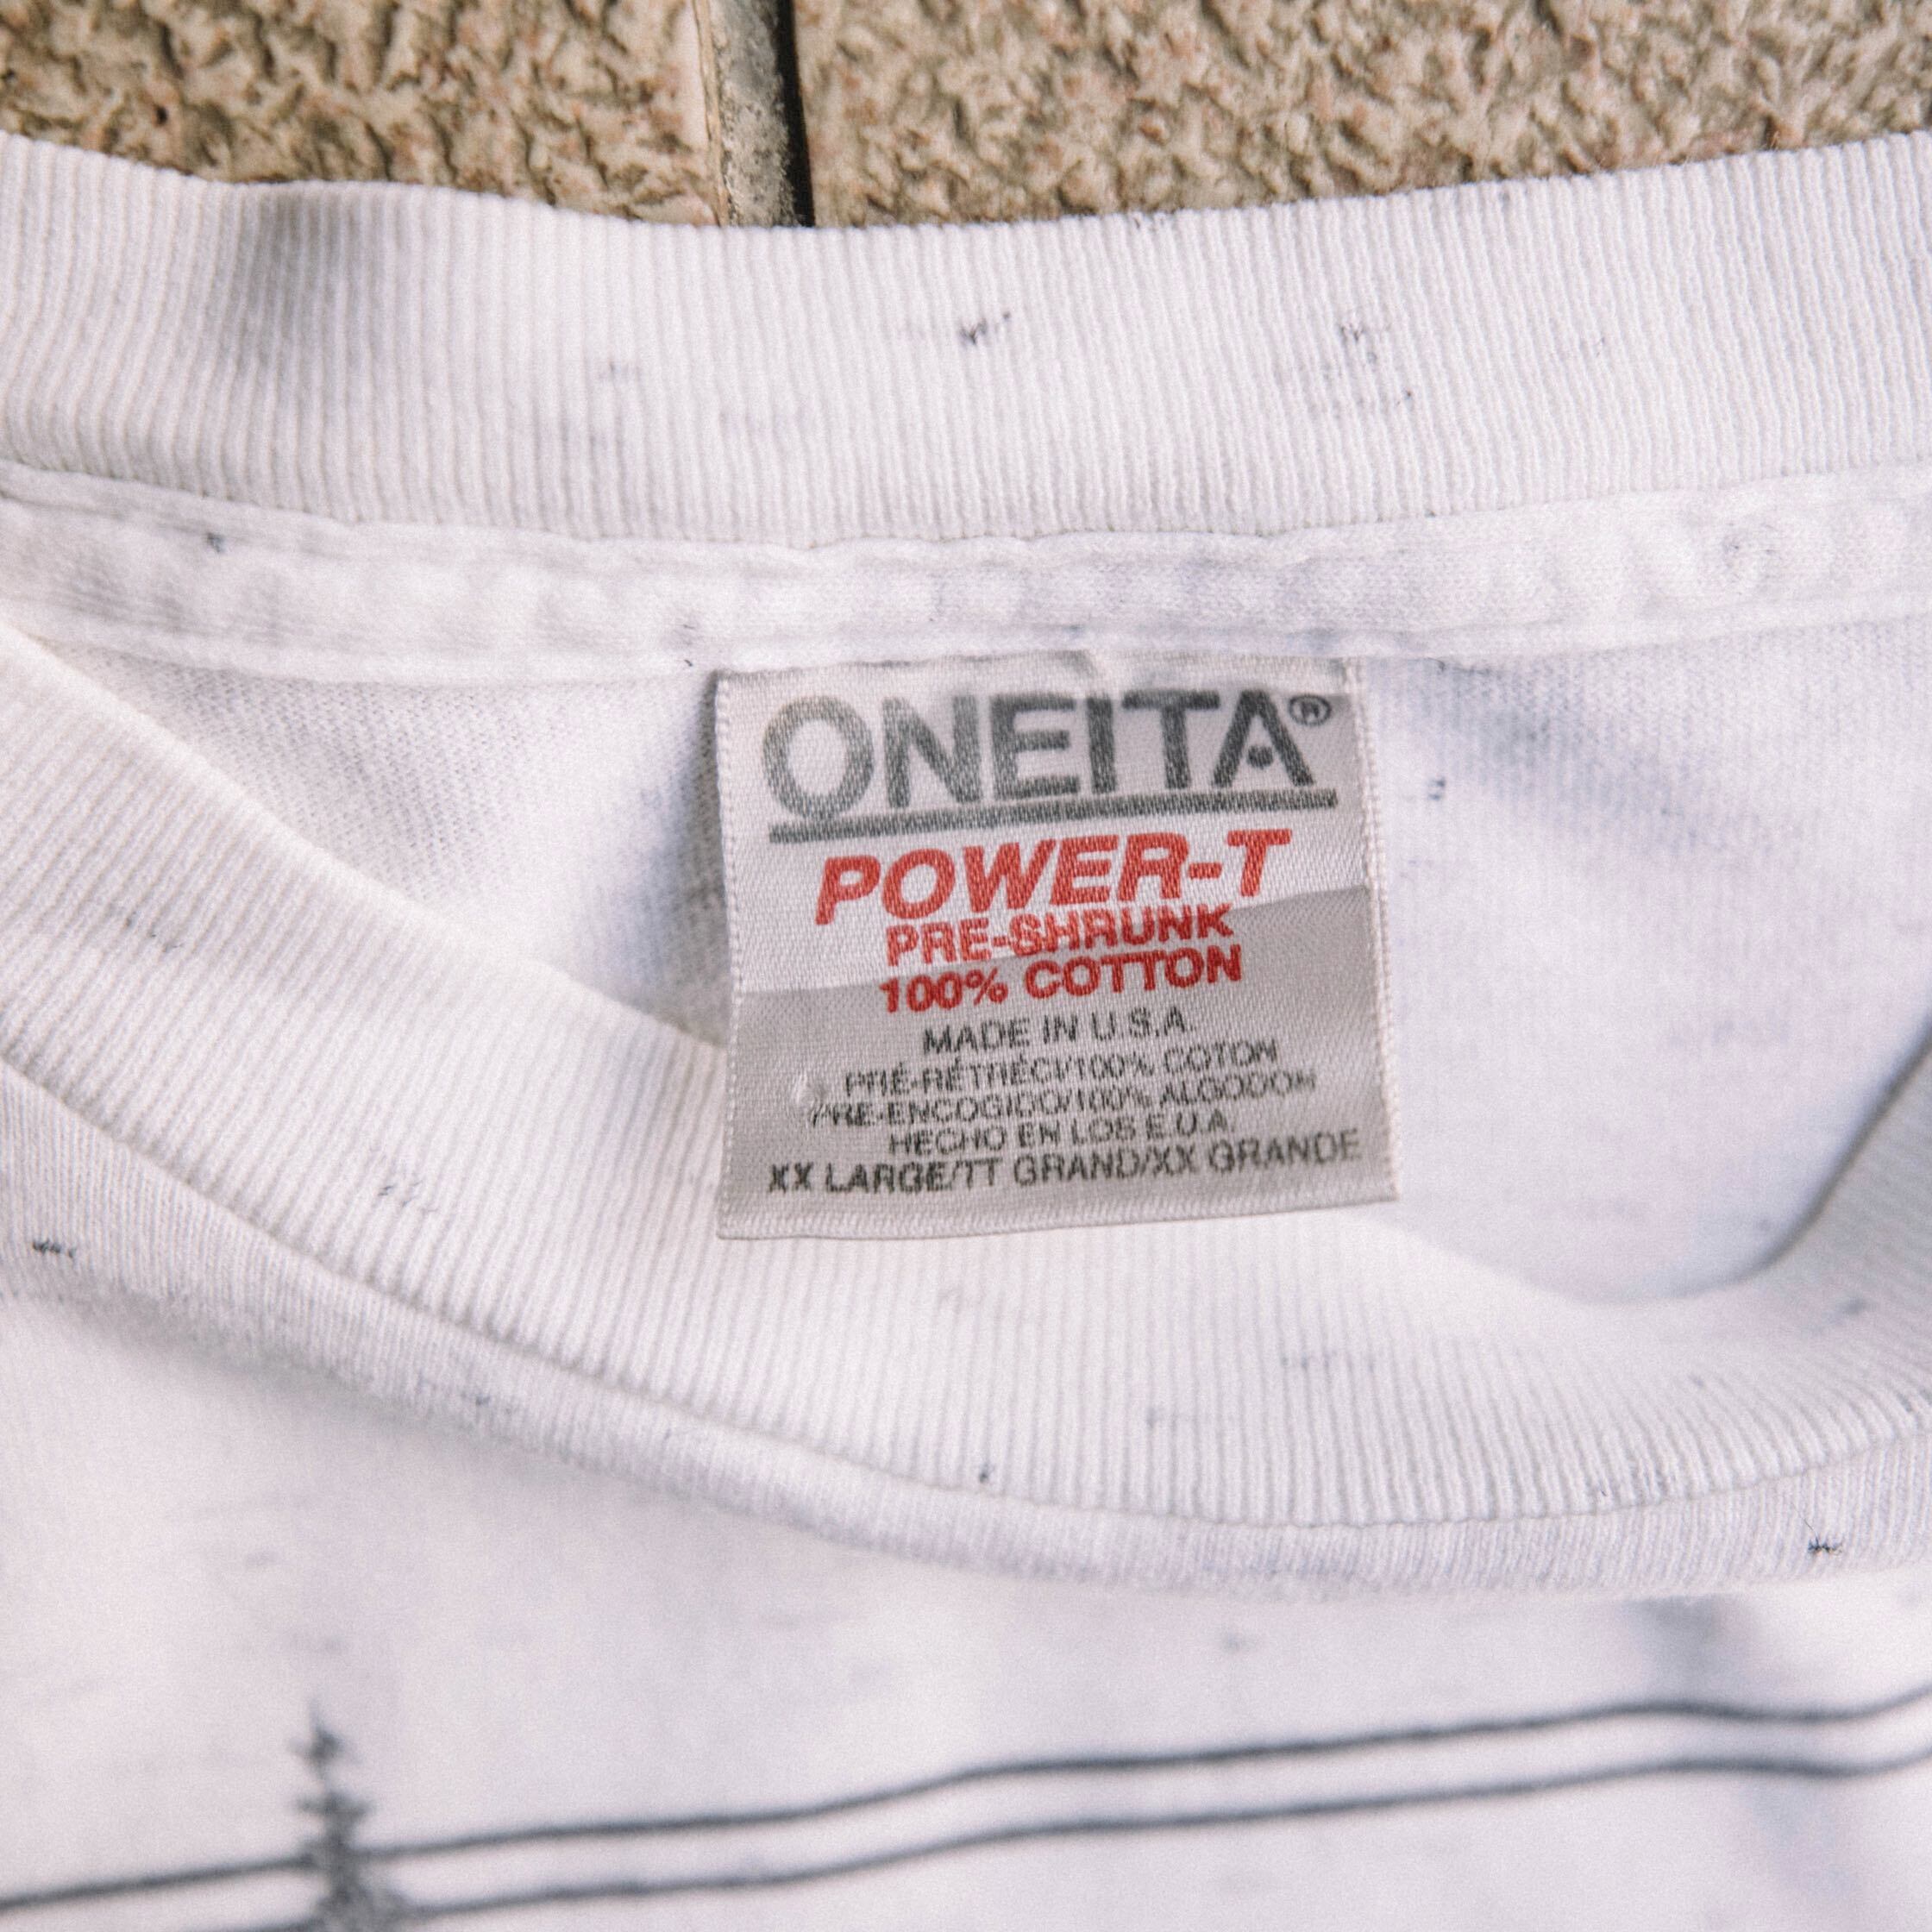 ONEITA®
POWER-T
PRE-SHRUNK
100% COTTON
MADE IN U.S.A.
PRÉ-RÉTRÉCI/100% COTON
PRE-ENCOGIDO/100% ALGODON
HECHO EN LOS E.U.A.
XX LARGE/TT GRAND/XX GRANDE